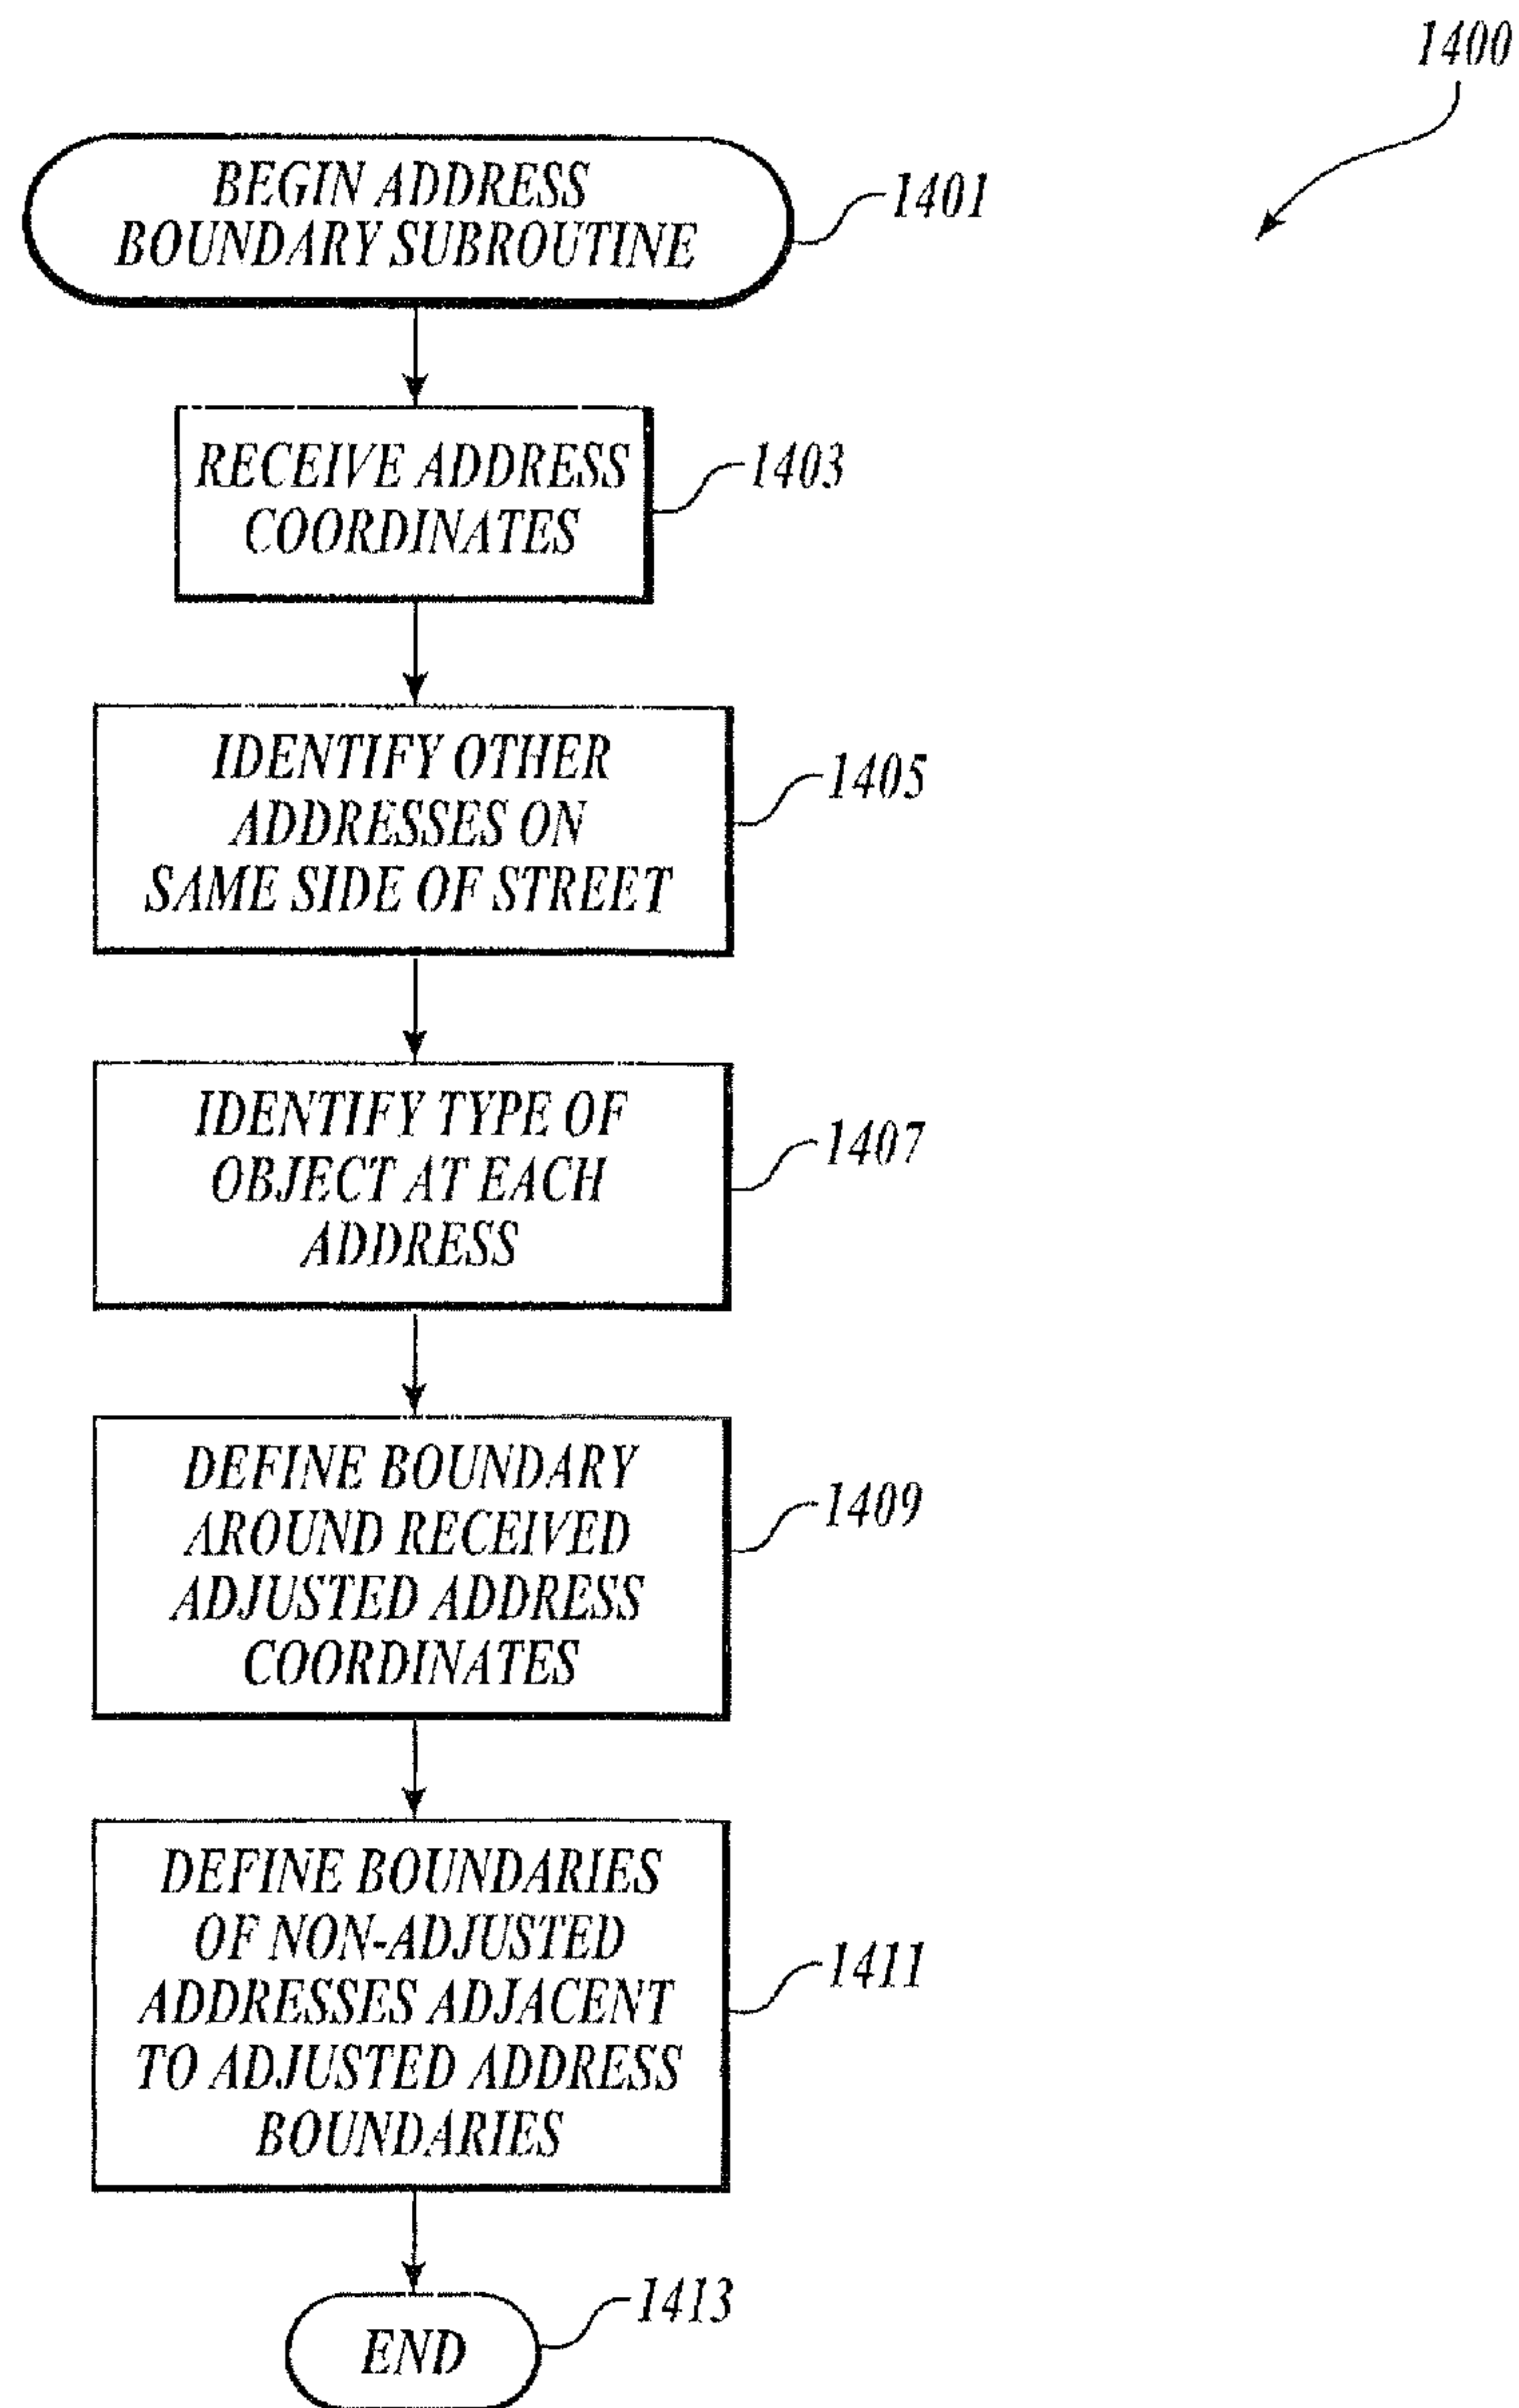 1400
BEGIN ADDRESS
BOUNDARY SUBROUTINE
1401
RECEIVE ADDRESS
COORDINATES
1403
IDENTIFY OTHER
ADDRESSES ON
SAME SIDE OF STREET
1405
IDENTIFY TYPE OF
OBJECT AT EACH
ADDRESS
1407
DEFINE BOUNDARY
AROUND RECEIVED
ADJUSTED ADDRESS
COORDINATES
1409
DEFINE BOUNDARIES
OF NON-ADJUSTED
ADDRESSES ADJACENT
TO ADJUSTED ADDRESS
BOUNDARIES
1411
END
1413